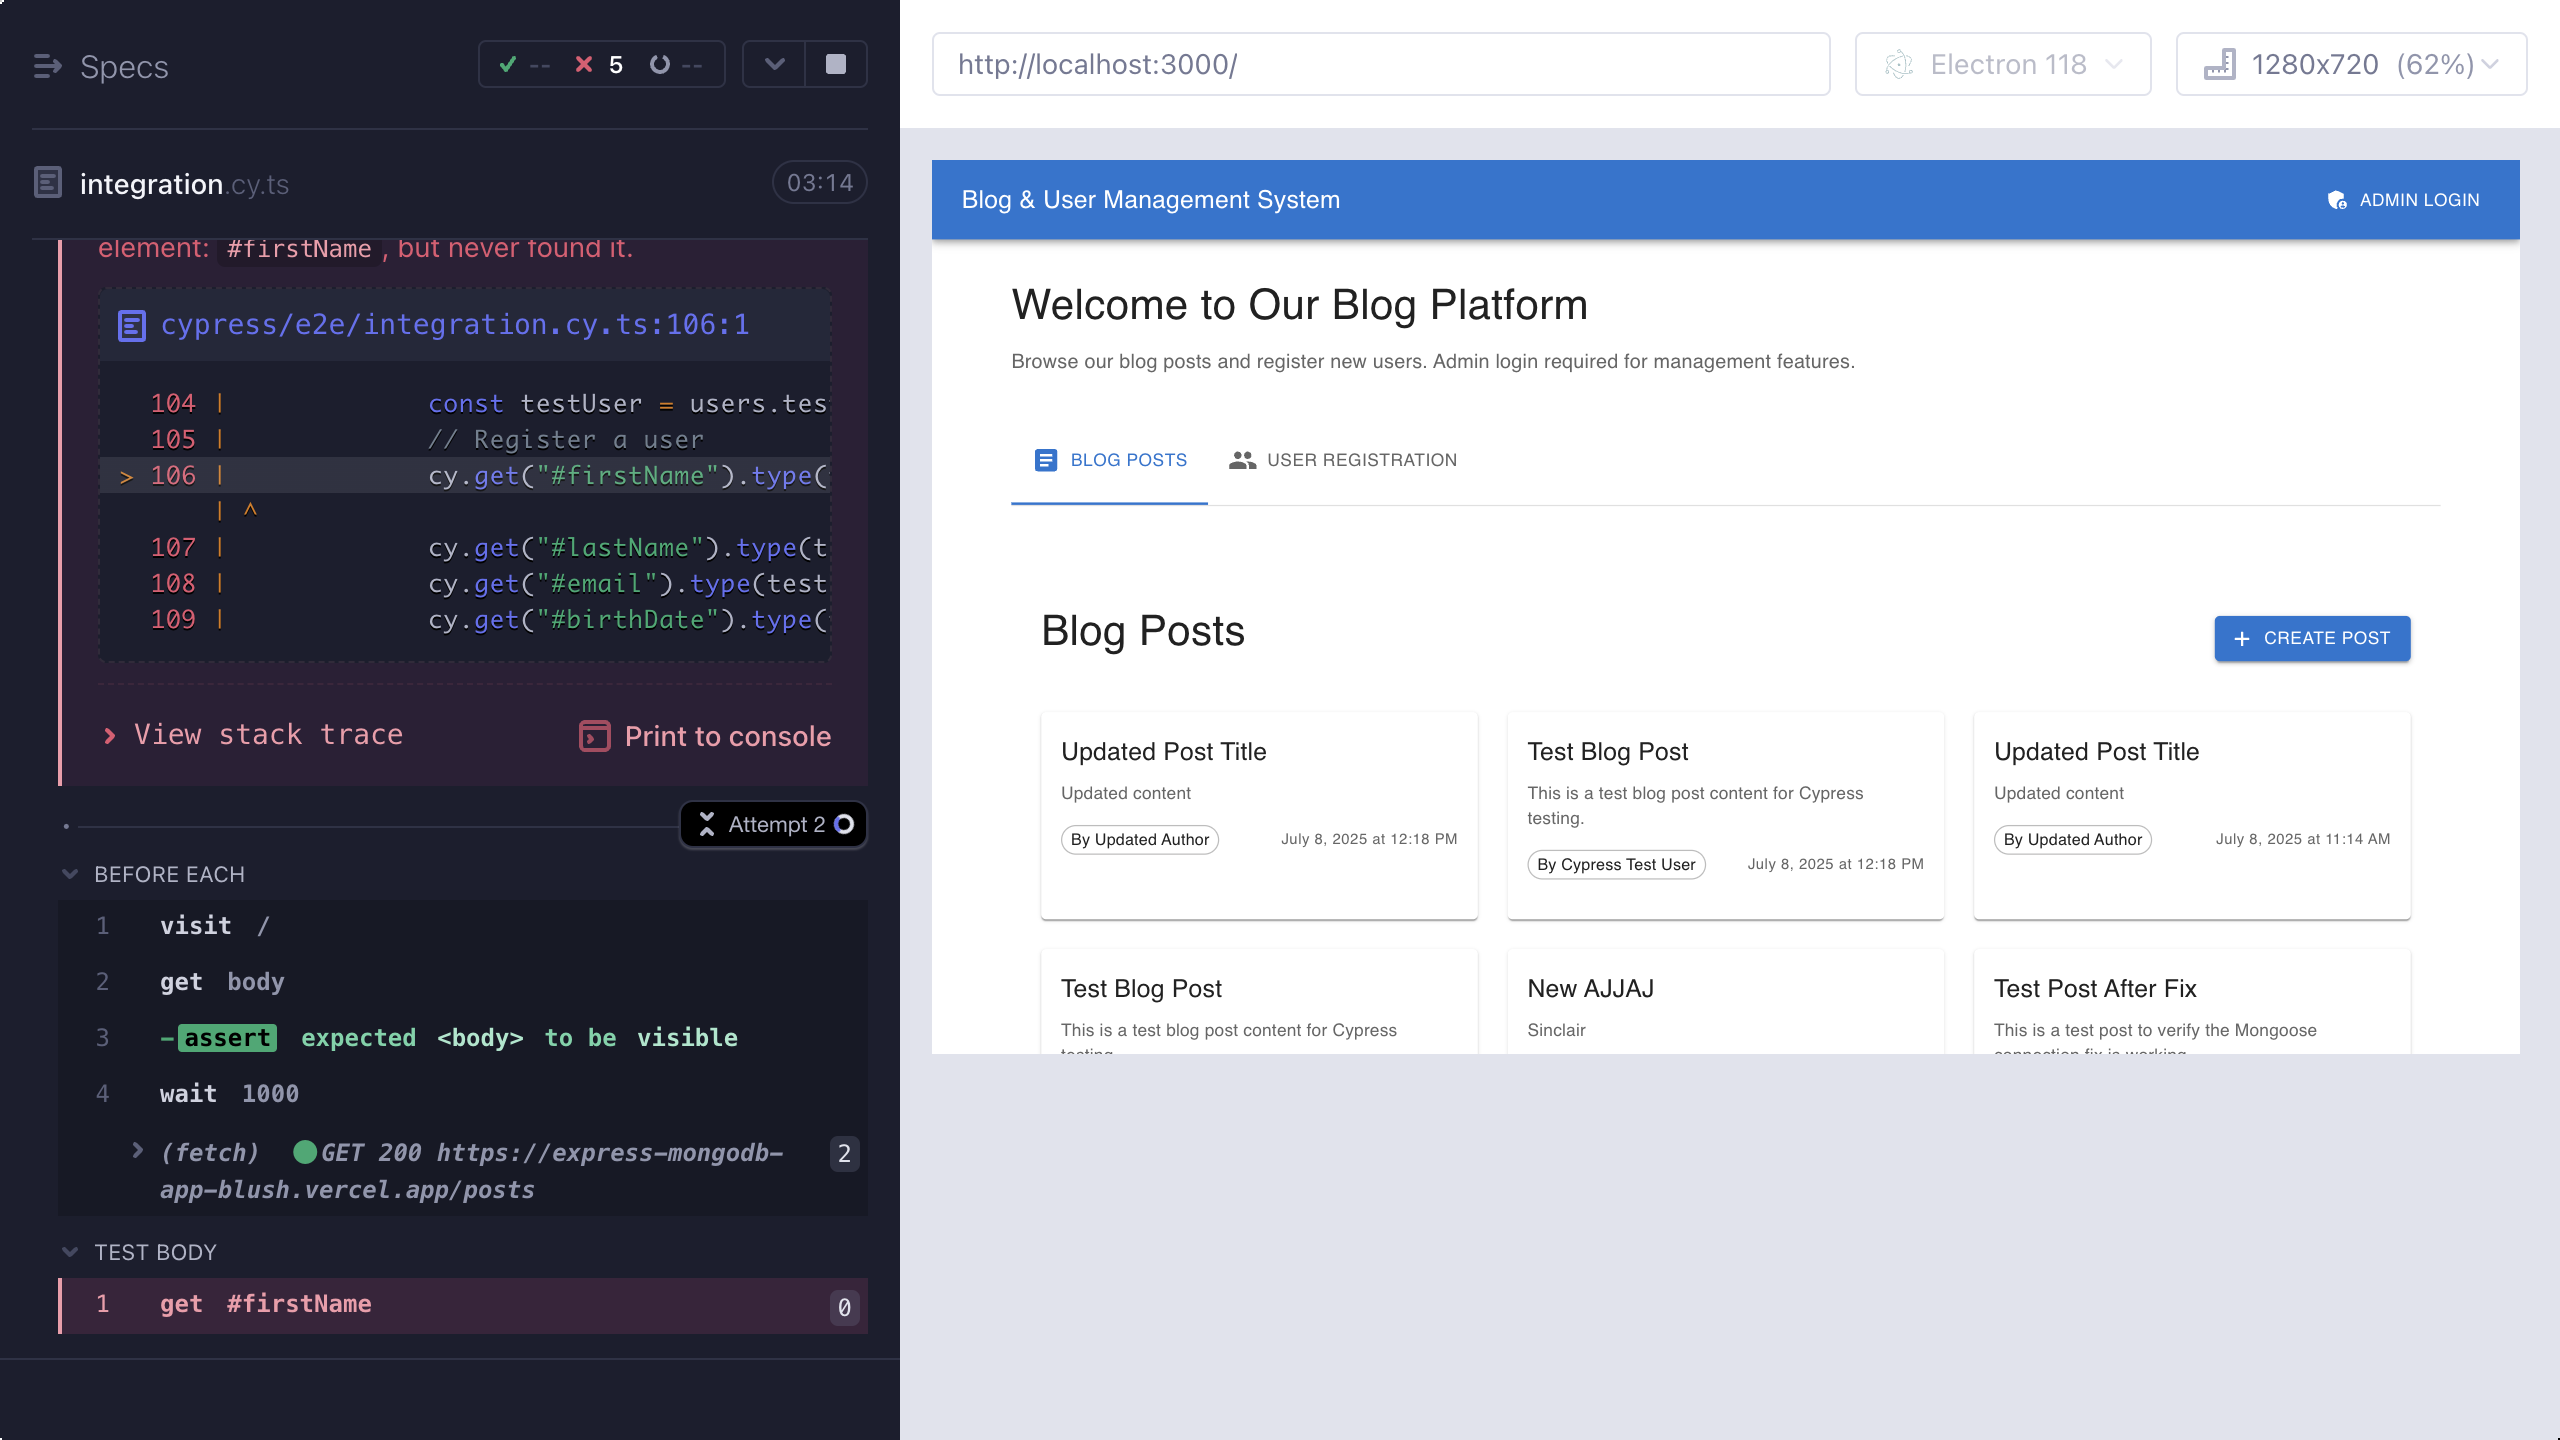 Specs
-- 5 --
integration.cy.ts
03:14
element: #firstName, but never found it.
cypress/e2e/integration.cy.ts:106:1
104 | const testUser = users.tes
105 | // Register a user
> 106 | cy.get("#firstName").type(
| ^
107 | cy.get("#lastName").type(t
108 | cy.get("#email").type(test
109 | cy.get("#birthDate").type(
View stack trace
Print to console
Attempt 2
BEFORE EACH
1 visit /
2 get body
3 -assert expected <body> to be visible
4 wait 1000
(fetch) GET 200 https://express-mongodb-
app-blush.vercel.app/posts
2
TEST BODY
1 get #firstName 0
http://localhost:3000/
Electron 118
1280x720 (62%)
Blog & User Management System
ADMIN LOGIN
Welcome to Our Blog Platform
Browse our blog posts and register new users. Admin login required for management features.
BLOG POSTS
USER REGISTRATION
Blog Posts
+ CREATE POST
Updated Post Title
Updated content
By Updated Author
July 8, 2025 at 12:18 PM
Test Blog Post
This is a test blog post content for Cypress
testing.
By Cypress Test User
July 8, 2025 at 12:18 PM
Updated Post Title
Updated content
By Updated Author
July 8, 2025 at 11:14 AM
Test Blog Post
This is a test blog post content for Cypress
testing
New AJJAJ
Sinclair
Test Post After Fix
This is a test post to verify the Mongoose
connection fix is working